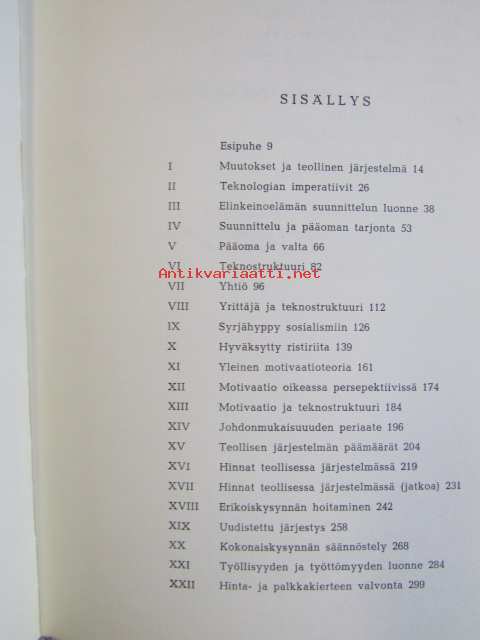 SISÄLLYS
Esipuhe 9
I Muutokset ja teollinen järjestelmä 14
II Teknologian imperatiivit 26
III Elinkeinoelämän suunnittelun luonne 38
IV Suunnittelu ja pääoman tarjonta 53
V Pääoma ja valta 66
VI Teknostruktuuri 82
Antikvariaatti.net
VII Yhtiö 96
VIII Yrittäjä ja teknostruktuuri 112
IX Syrjähyppy sosialismiin 126
X Hyväksytty ristiriita 139
XI Yleinen motivaatioteoria 161
XII Motivaatio oikeassa persepektiivissä 174
XIII Motivaatio ja teknostruktuuri 184
XIV Johdonmukaisuuuden periaate 196
XV Teollisen järjestelmän päämäärät 204
XVI Hinnat teollisessa järjestelmässä 219
XVII Hinnat teollisessa järjestelmässä (jatkoa) 231
XVIII Erikoiskysynnän hoitaminen 242
XIX Uudistettu järjestys 258
XX Kokonaiskysynnän säännöstely 268
XXI Työllisyyden ja työttömyyden luonne 284
XXII Hinta- ja palkkakierteen valvonta 299